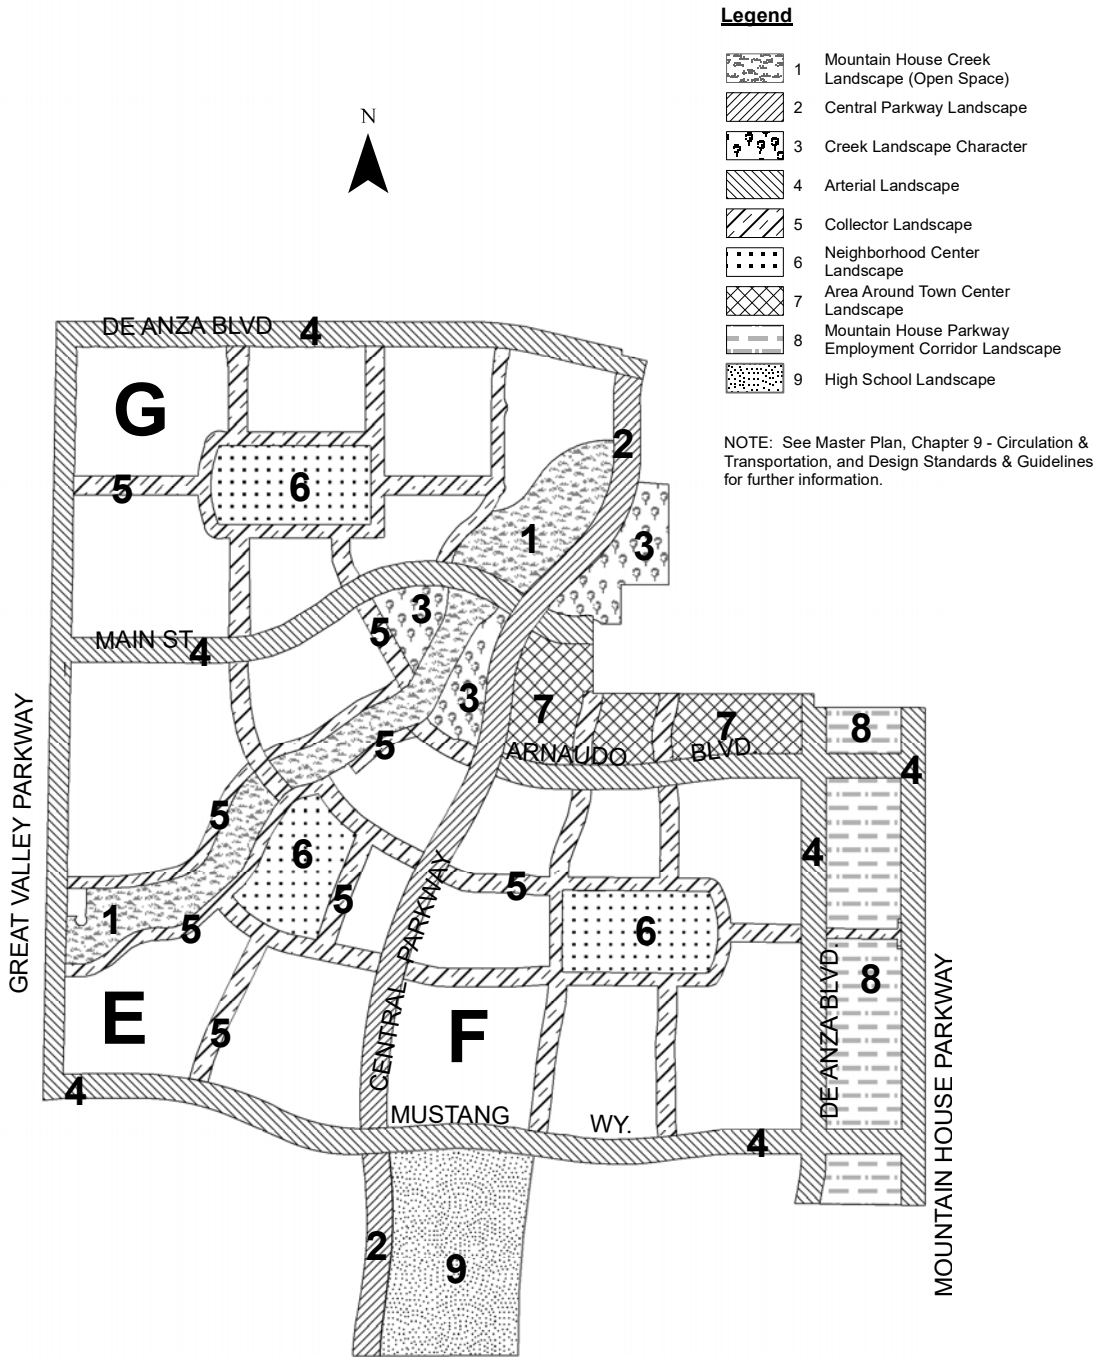 Legend
1 Mountain House Creek
Landscape (Open Space)
2 Central Parkway Landscape
3 Creek Landscape Character
4 Arterial Landscape
5 Collector Landscape
6 Neighborhood Center
Landscape
7 Area Around Town Center
Landscape
8 Mountain House Parkway
Employment Corridor Landscape
9 High School Landscape
NOTE: See Master Plan, Chapter 9 - Circulation &
Transportation, and Design Standards & Guidelines
for further information.
N
DE ANZA BLVD 4
G
2
5
6
1
3
3
5
MAIN ST. 4
3
7
7
8
5
ARNAUDO BLVD.
4
GREAT VALLEY PARKWAY
5
6
4
5
5
1
5
6
CENTRAL PARKWAY
8
E
5
F
DE ANZA BLVD.
MOUNTAIN HOUSE PARKWAY
4
MUSTANG WY.
4
2
9